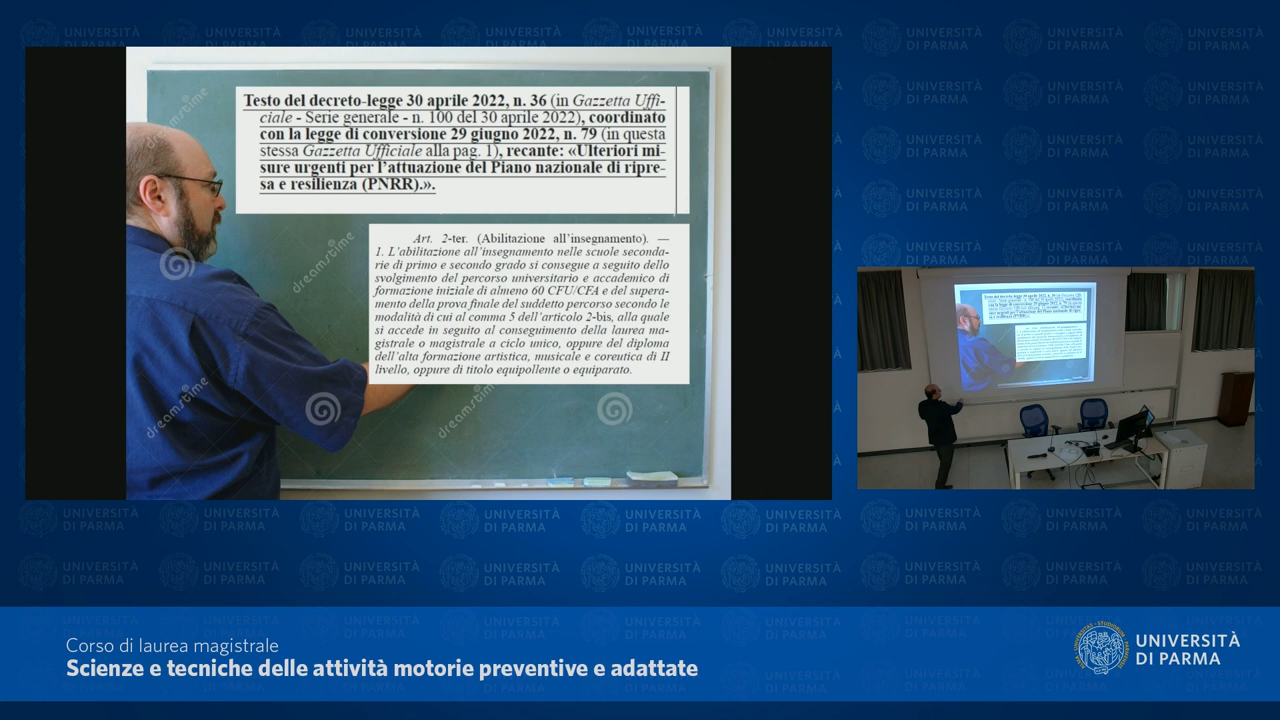 Testo del decreto-legge 30 aprile 2022, n. 36 (in Gazzetta Uffi-
ciale - Serie generale - n. 100 del 30 aprile 2022), coordinato
con la legge di conversione 29 giugno 2022, n. 79 (in questa
stessa Gazzetta Ufficiale alla pag. 1), recante: «Ulteriori mi-
sure urgenti per l'attuazione del Piano nazionale di ripre-
sa e resilienza (PNRR).».
Art. 2-ter. (Abilitazione all'insegnamento). —
1. L'abilitazione all'insegnamento nelle scuole seconda-
rie di primo e secondo grado si consegue a seguito dello
svolgimento del percorso universitario e accademico di
formazione iniziale di almeno 60 CFU/CFA e del supera-
mento della prova finale del suddetto percorso secondo le
modalità di cui al comma 5 dell'articolo 2-bis, alla quale
si accede in seguito al conseguimento della laurea ma-
gistrale o magistrale a ciclo unico, oppure del diploma
dell'alta formazione artistica, musicale e coreutica di II
livello, oppure di titolo equipollente o equiparato.
dreamstime
dreamstime
dreamstime
dreamstime
Corso di laurea magistrale
Scienze e tecniche delle attività motorie preventive e adattate
UNIVERSITÀ
DI PARMA